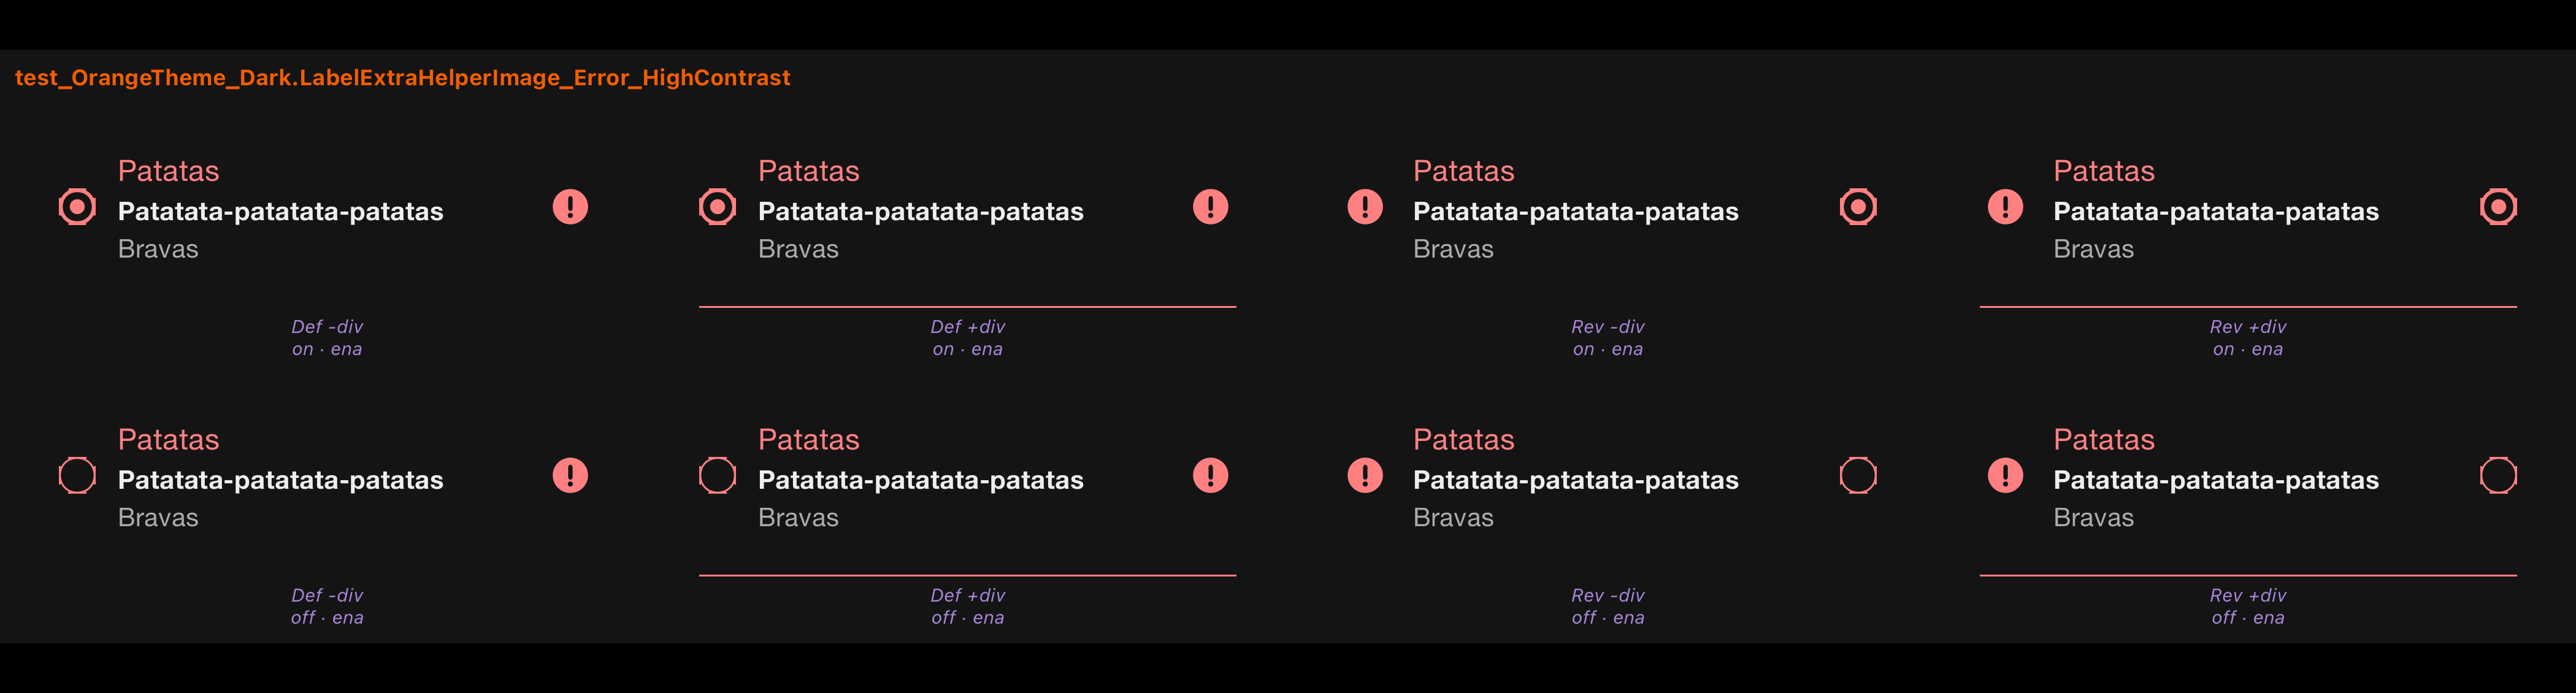 test_OrangeTheme_Dark.LabelExtraHelperImage_Error_HighContrast
Patatas
Patatata-patatata-patatas
Bravas
Def -div
on · ena
Patatas
Patatata-patatata-patatas
Bravas
Def +div
on · ena
Patatas
Patatata-patatata-patatas
Bravas
Rev -div
on · ena
Patatas
Patatata-patatata-patatas
Bravas
Rev +div
on · ena
Patatas
Patatata-patatata-patatas
Bravas
Def -div
off · ena
Patatas
Patatata-patatata-patatas
Bravas
Def +div
off · ena
Patatas
Patatata-patatata-patatas
Bravas
Rev -div
off · ena
Patatas
Patatata-patatata-patatas
Bravas
Rev +div
off · ena